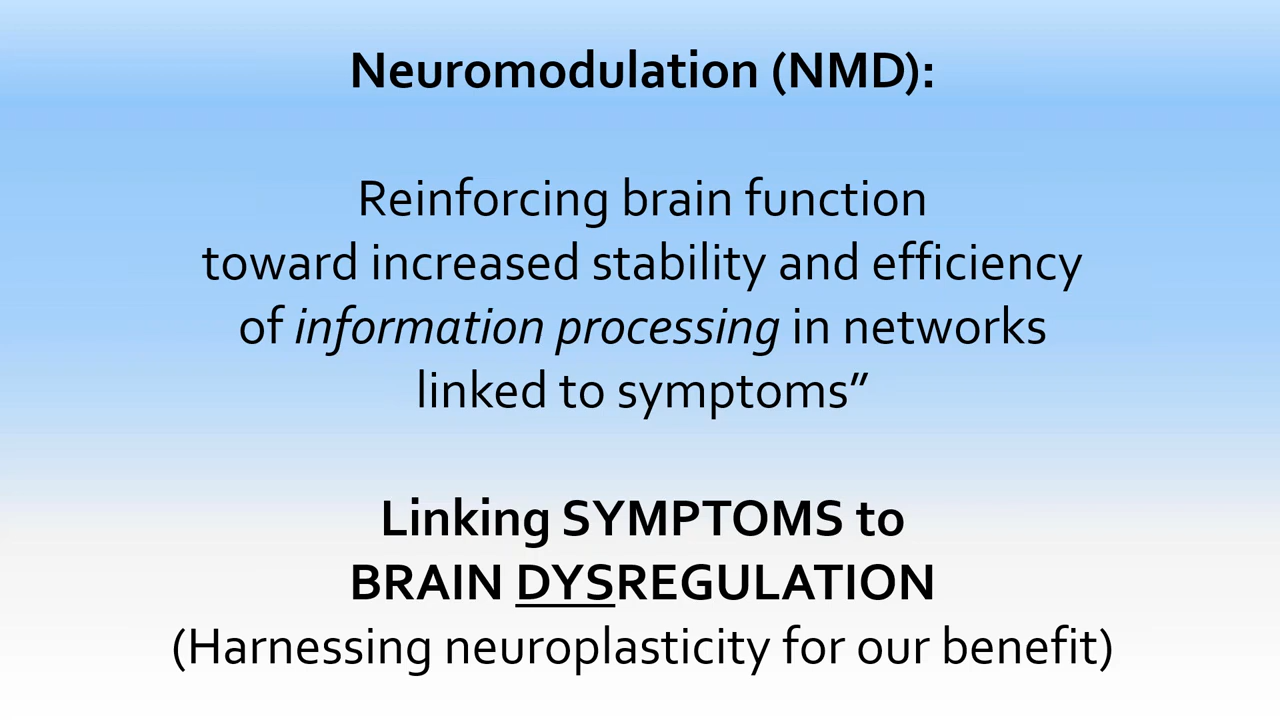 Neuromodulation (NMD):
Reinforcing brain function
toward increased stability and efficiency
of information processing in networks
linked to symptoms”
Linking SYMPTOMS to
BRAIN DYSREGULATION
(Harnessing neuroplasticity for our benefit)